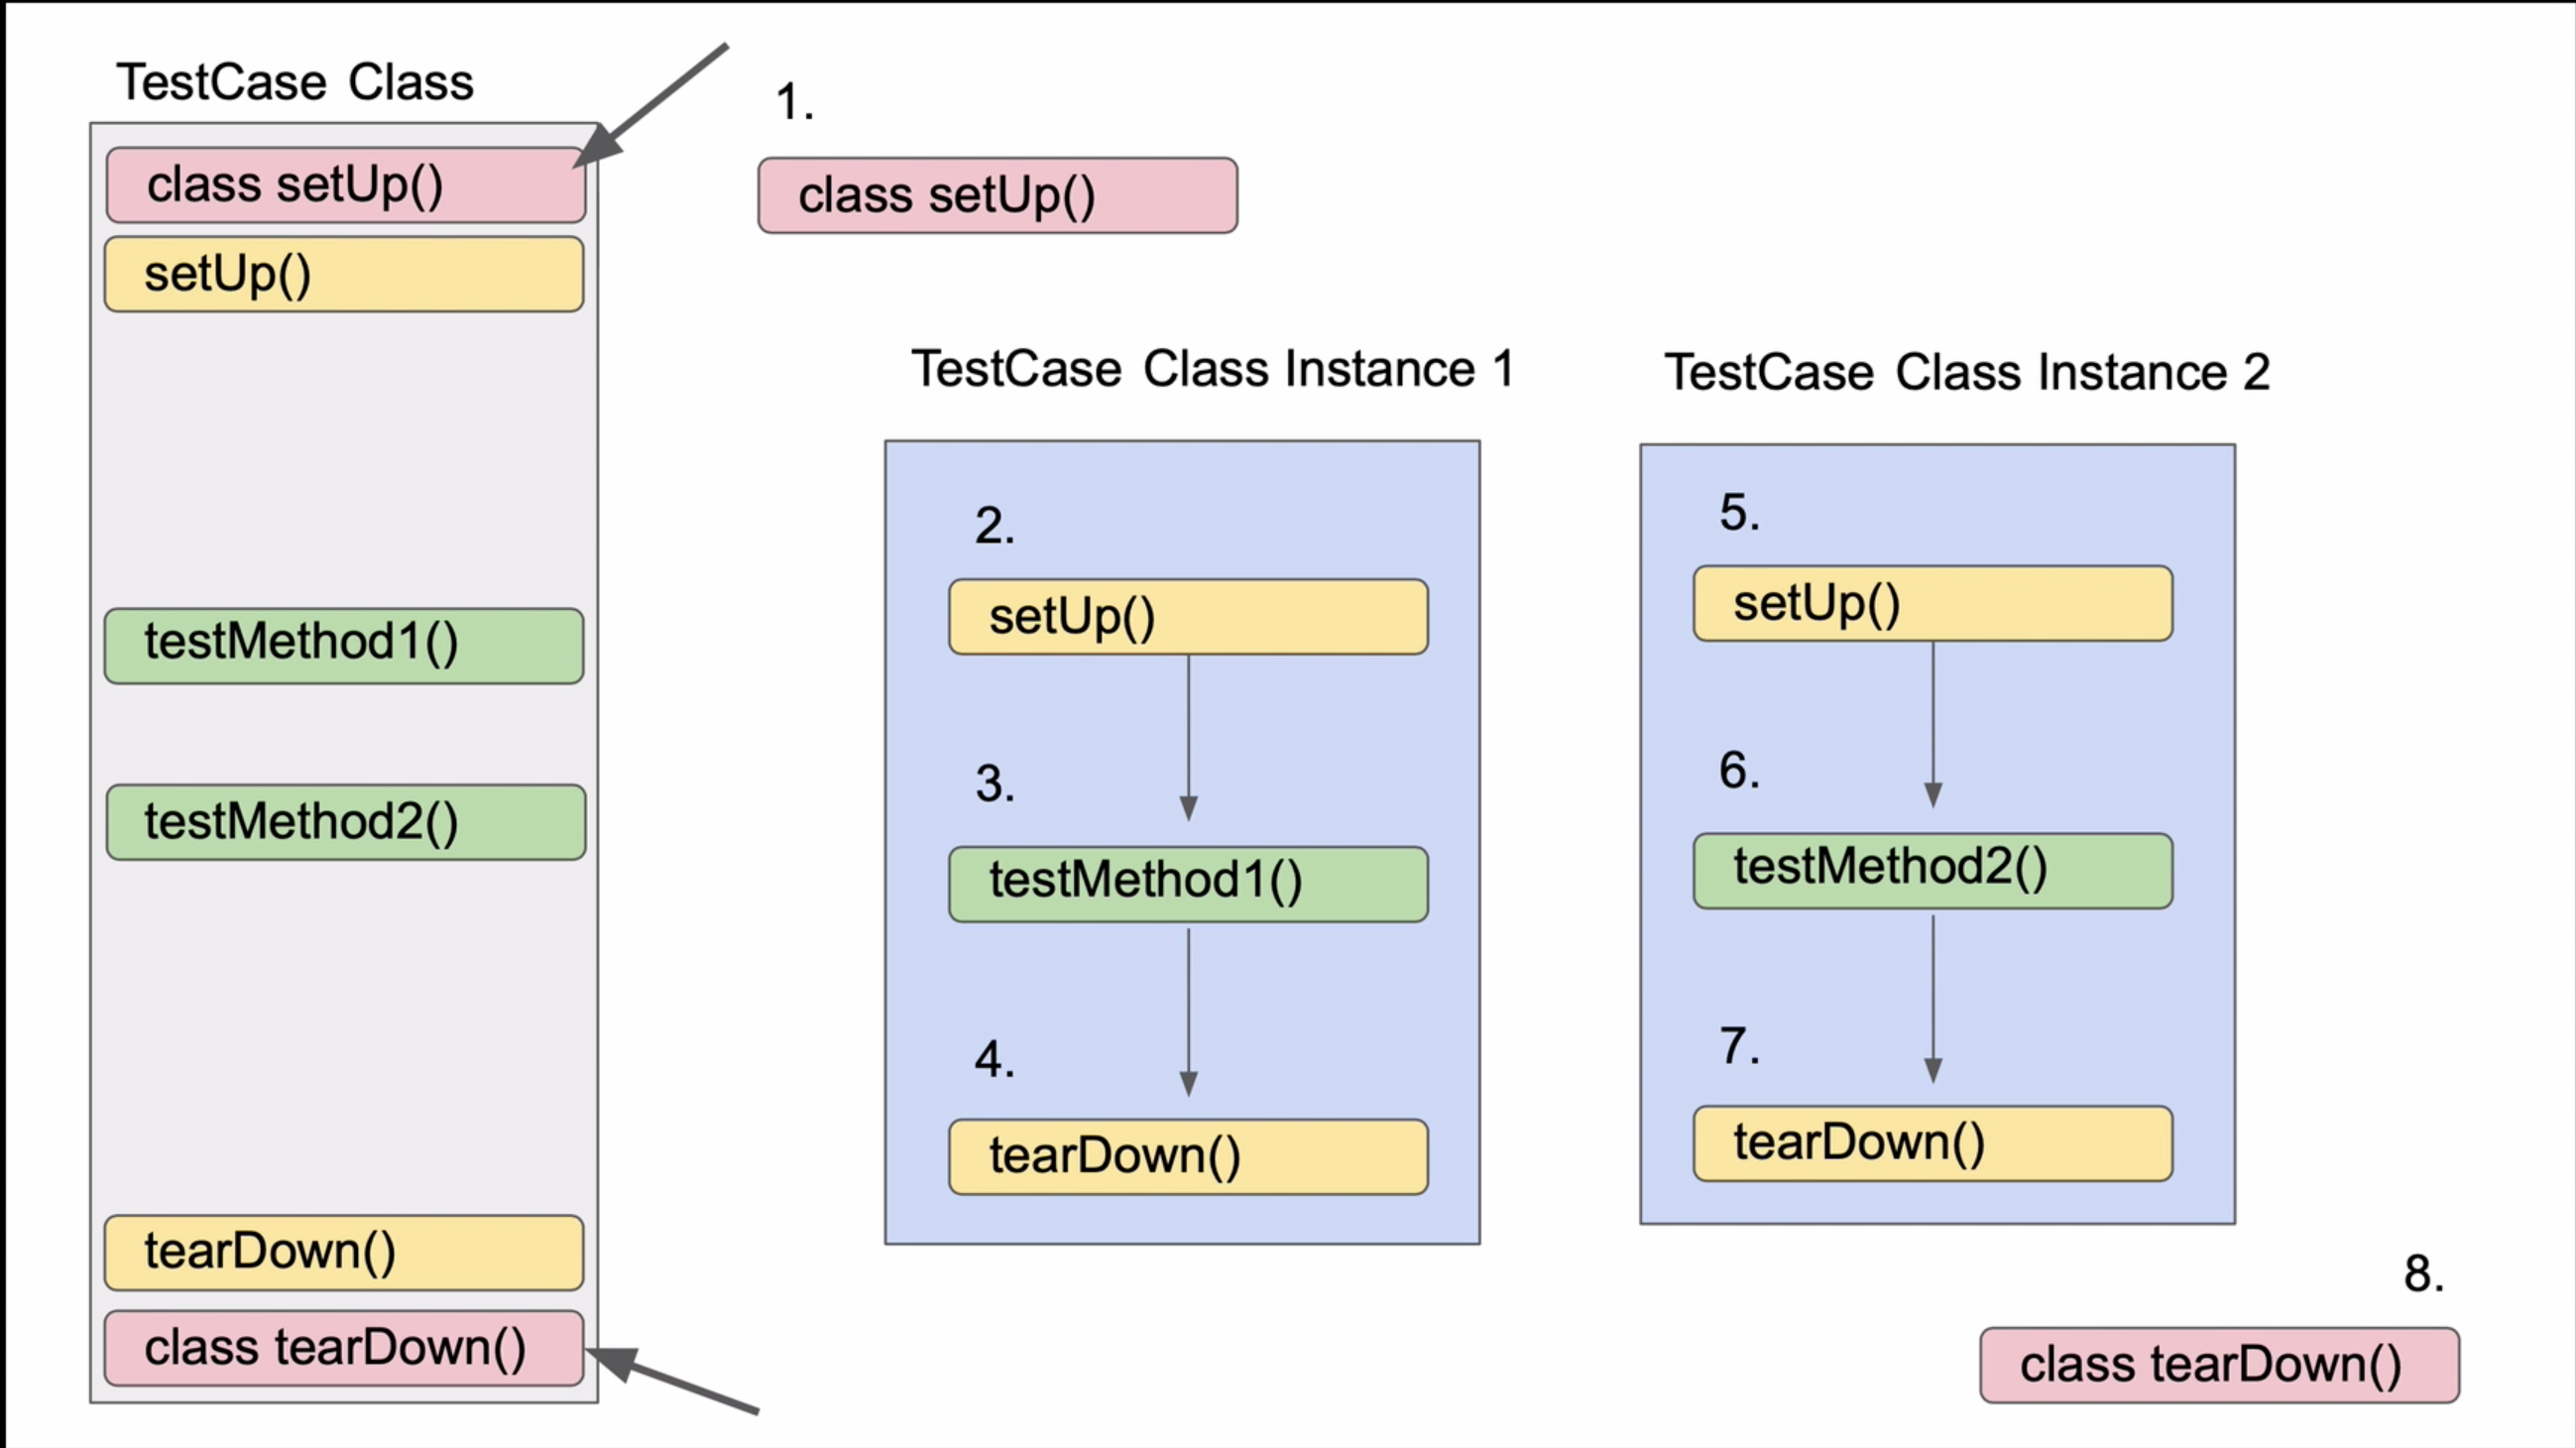 TestCase Class
class setUp()
setUp()
testMethod1()
testMethod2()
tearDown()
class tearDown()
1.
class setUp()
TestCase Class Instance 1
2.
setUp()
3.
testMethod1()
4.
tearDown()
TestCase Class Instance 2
5.
setUp()
6.
testMethod2()
7.
tearDown()
8.
class tearDown()